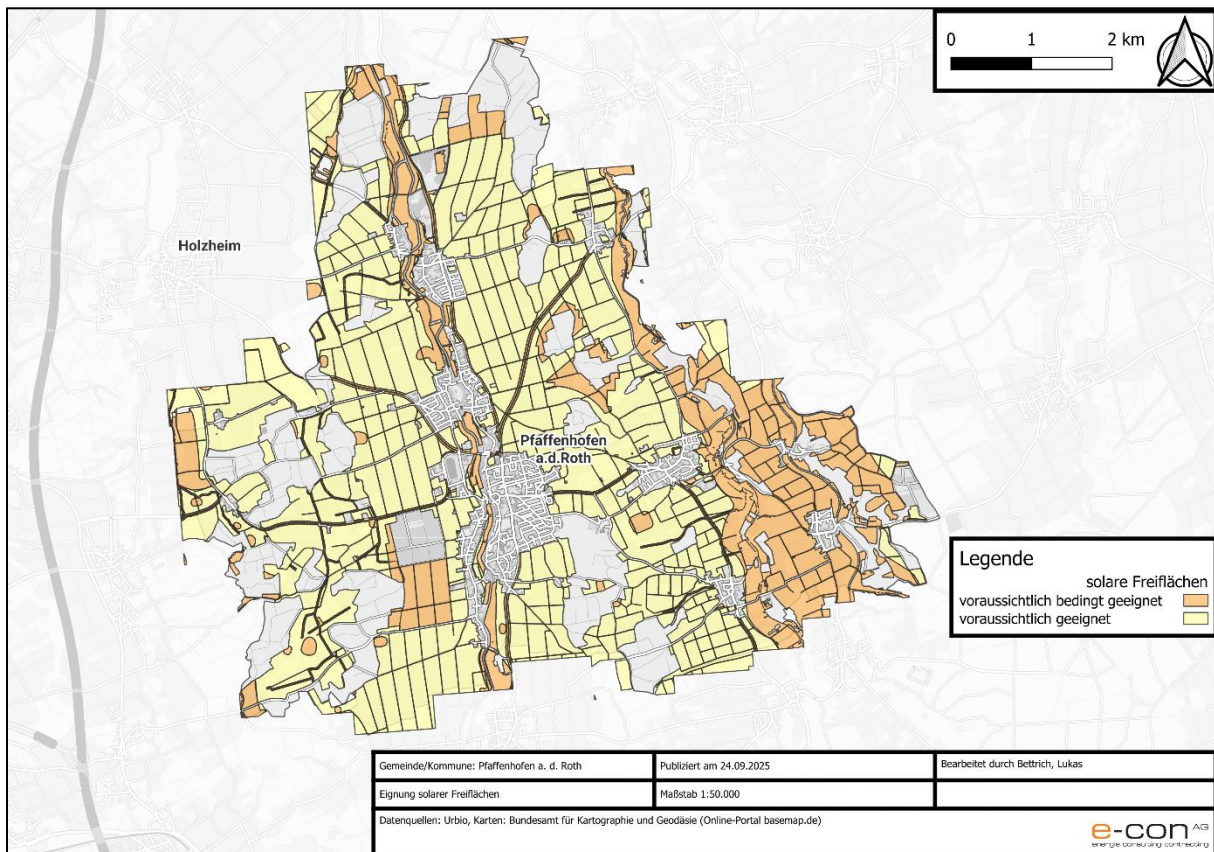 0 1 2 km
Holzheim
Pfaffenhofen
a.d.Roth
Legende
solare Freiflächen
voraussichtlich bedingt geeignet
voraussichtlich geeignet
Gemeinde/Kommune: Pfaffenhofen a. d. Roth
Publiziert am 24.09.2025
Bearbeitet durch Bettrich, Lukas
Eignung solarer Freiflächen
Maßstab 1:50.000
Datenquellen: Urbio, Karten: Bundesamt für Kartographie und Geodäsie (Online-Portal basemap.de)
e-con AG
energie consulting contracting